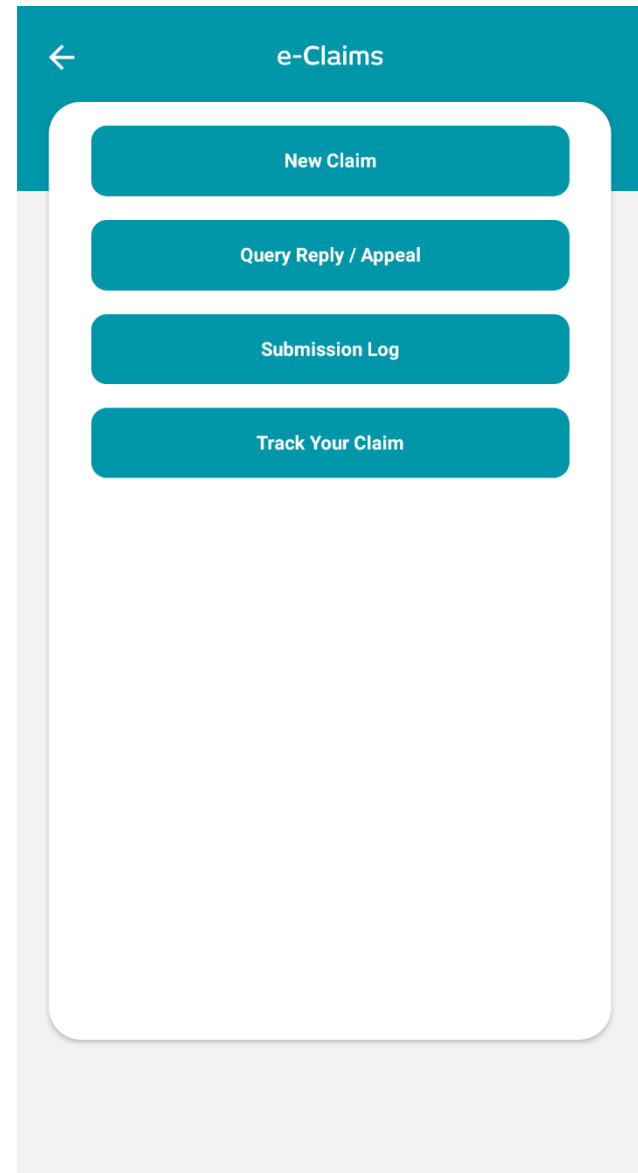 e-Claims
New Claim
Query Reply / Appeal
Submission Log
Track Your Claim